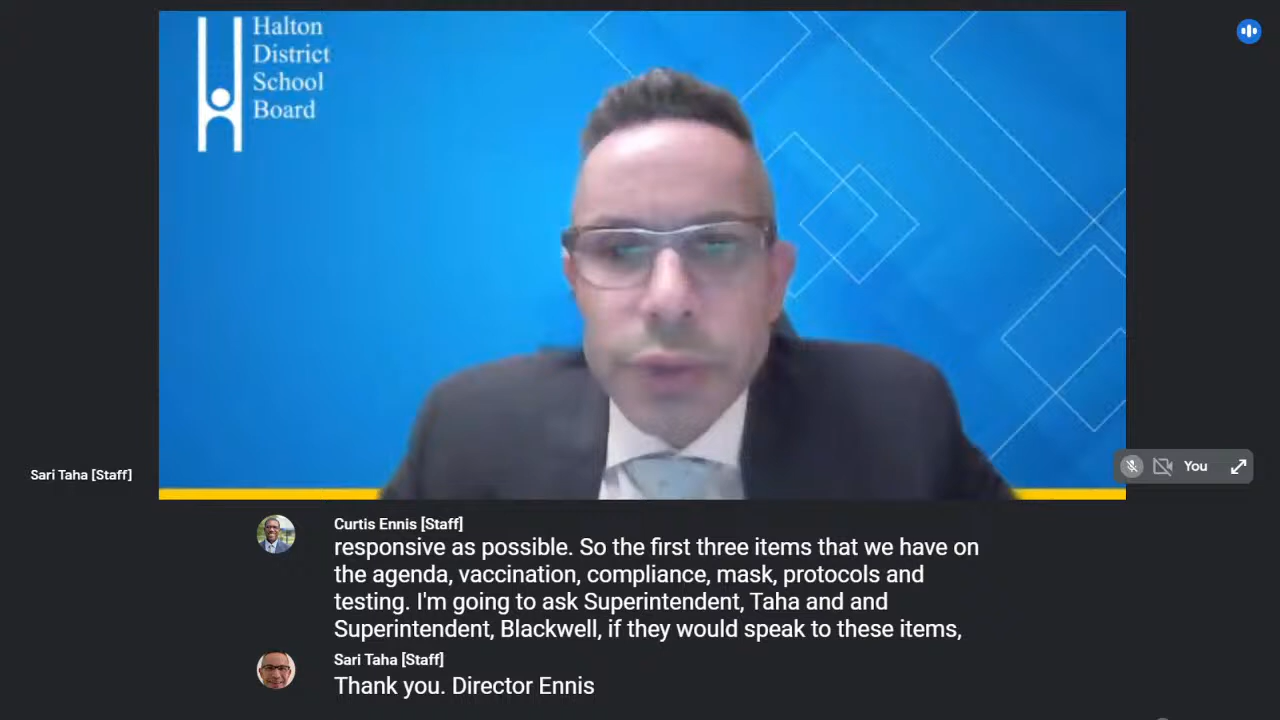 Halton
District
School
Board
Sari Taha [Staff]
You
Curtis Ennis [Staff]
responsive as possible. So the first three items that we have on
the agenda, vaccination, compliance, mask, protocols and
testing. I'm going to ask Superintendent, Taha and and
Superintendent, Blackwell, if they would speak to these items,
Sari Taha [Staff]
Thank you. Director Ennis